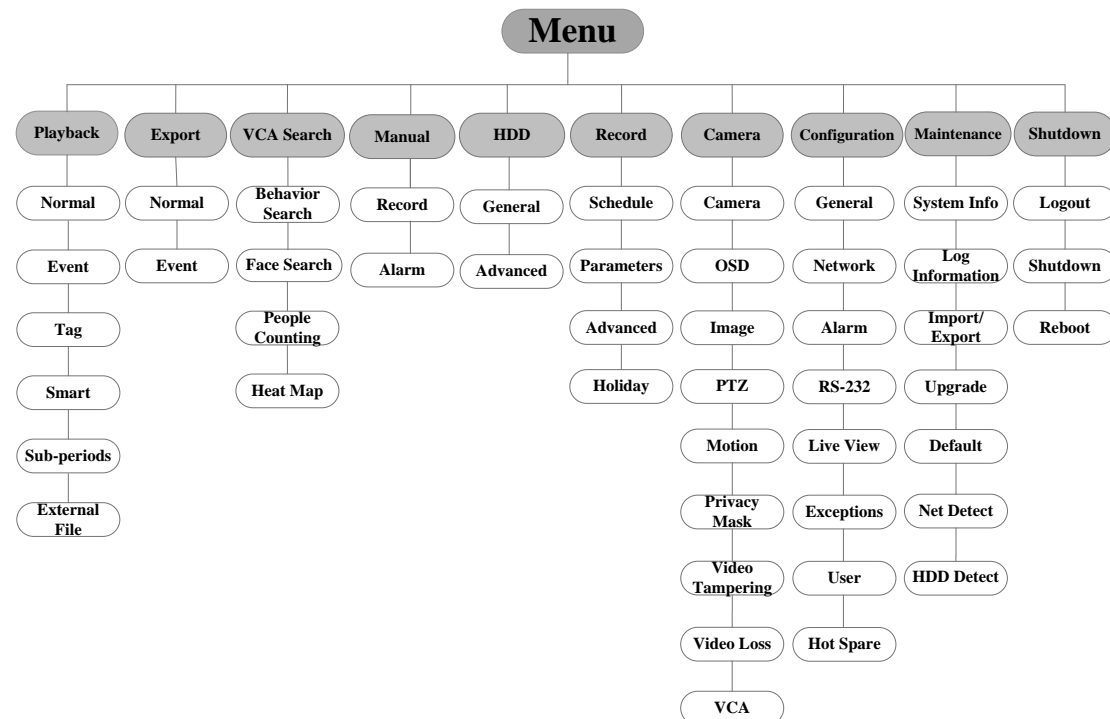 Menu
Playback
Export
VCA Search
Manual
HDD
Record
Camera
Configuration
Maintenance
Shutdown
Normal
Event
Tag
Smart
Sub-periods
External
File
Normal
Event
Behavior
Search
Face Search
People
Counting
Heat Map
Record
Alarm
General
Advanced
Schedule
Parameters
Advanced
Holiday
Camera
OSD
Image
PTZ
Motion
Privacy
Mask
Video
Tampering
Video Loss
VCA
General
Network
Alarm
RS-232
Live View
Exceptions
User
Hot Spare
System Info
Log
Information
Import/
Export
Upgrade
Default
Net Detect
HDD Detect
Logout
Shutdown
Reboot